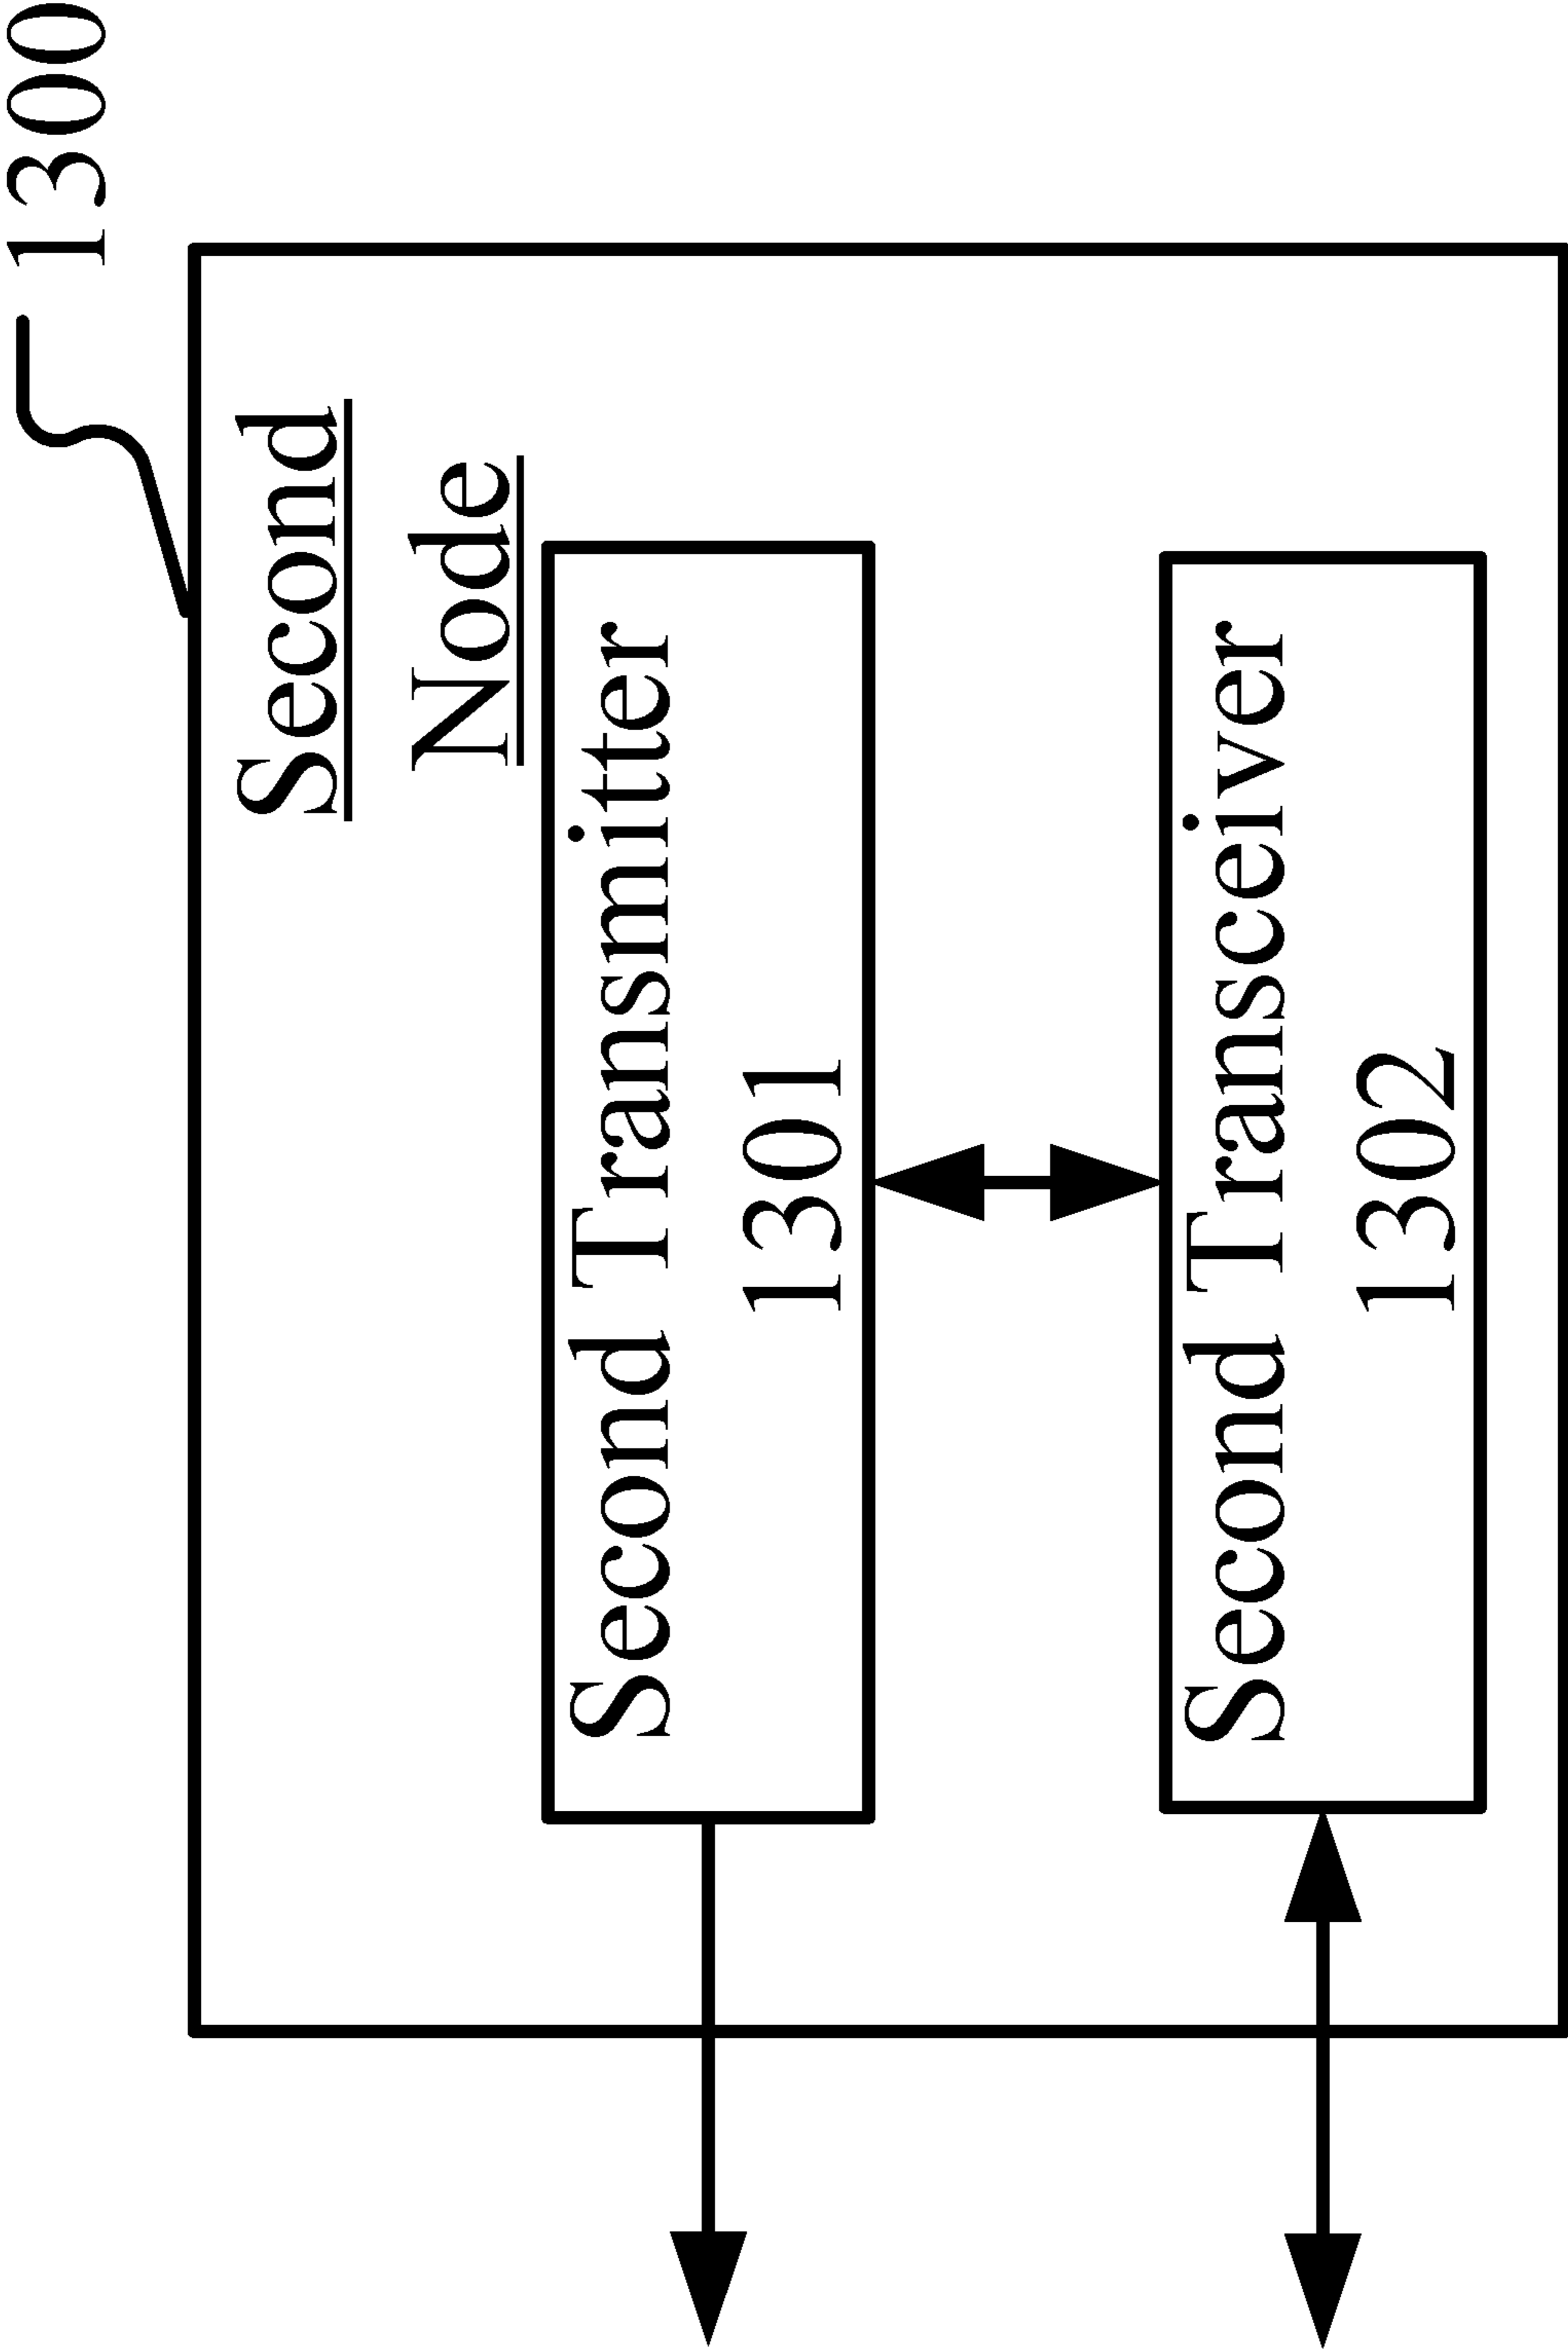 1300
Second
Node
Second Transmitter
1301
Second Transceiver
1302